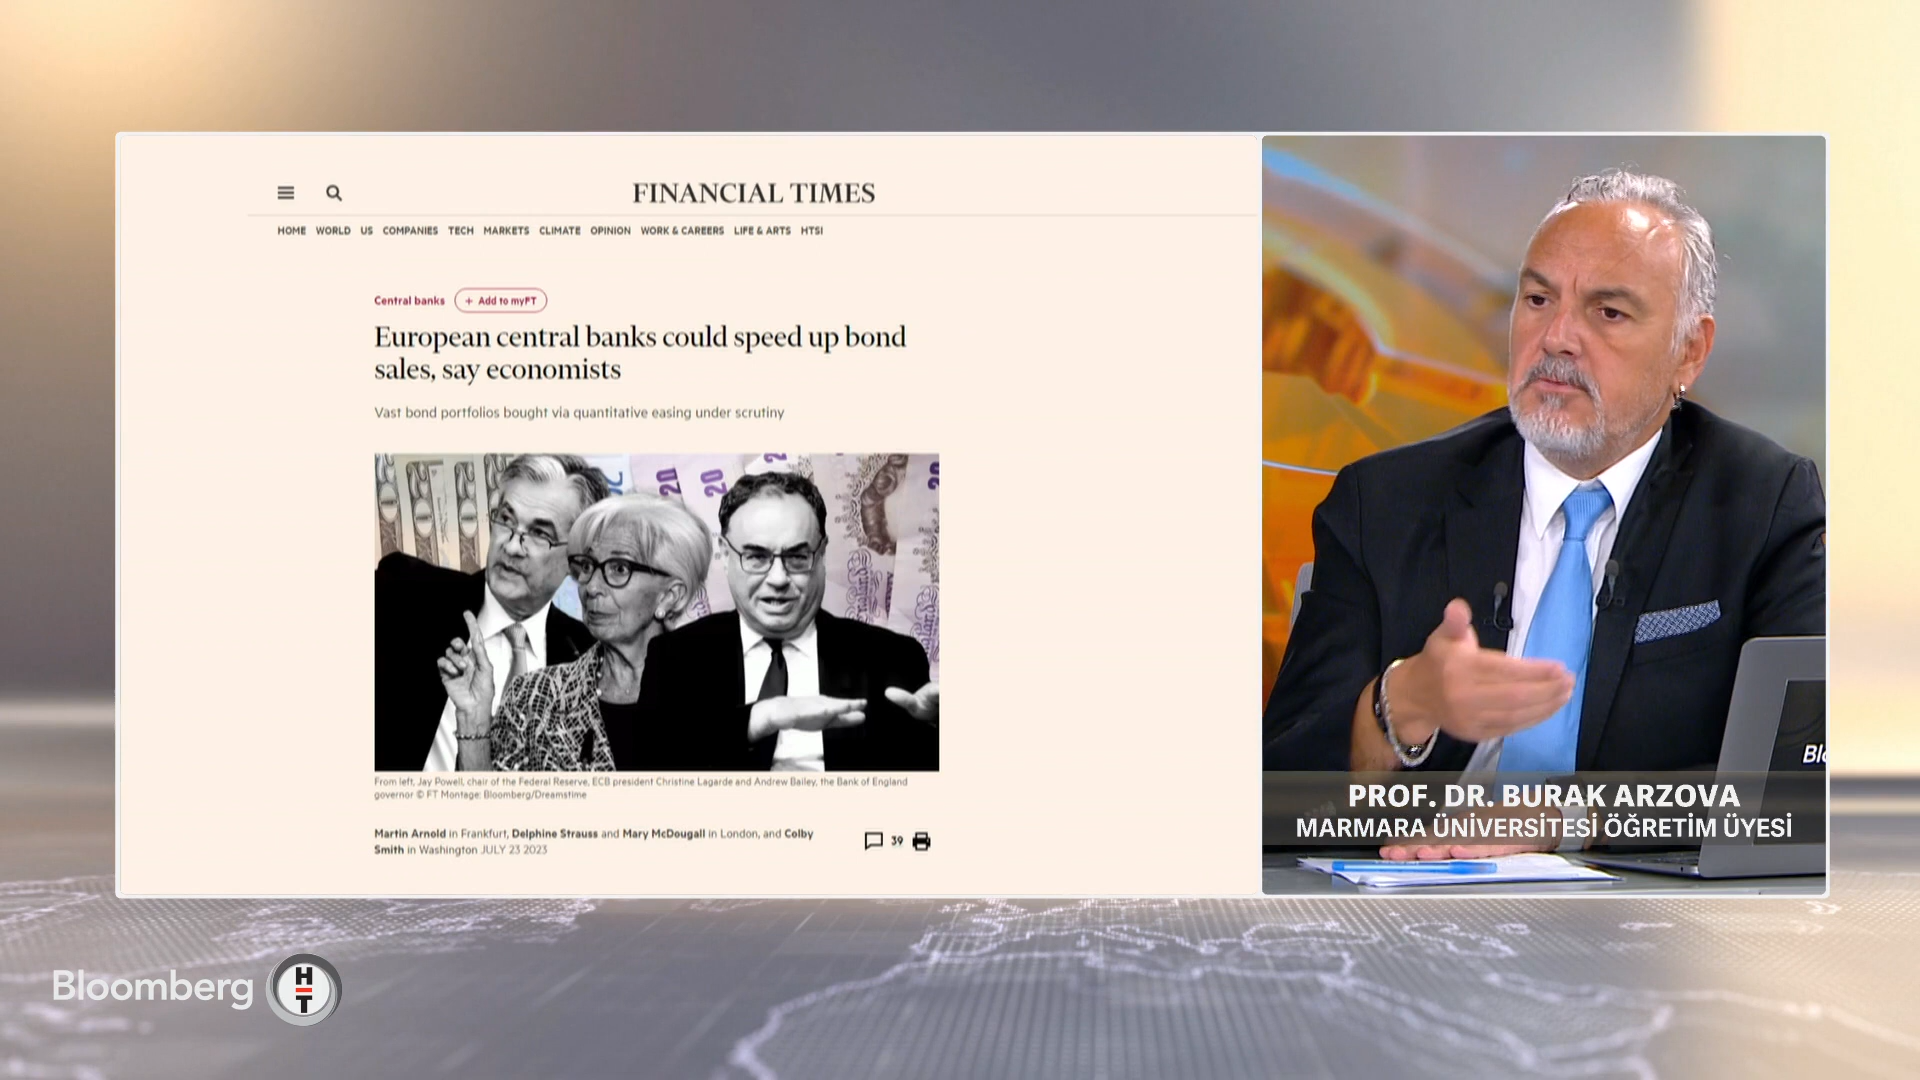 FINANCIAL TIMES
HOME WORLD US COMPANIES TECH MARKETS CLIMATE OPINION WORK & CAREERS LIFE & ARTS HTSI
Central banks + Add to myFT
European central banks could speed up bond
sales, say economists
Vast bond portfolios bought via quantitative easing under scrutiny
20
20
From left, Jay Powell, chair of the Federal Reserve, ECB president Christine Lagarde and Andrew Bailey, the Bank of England
governor © FT Montage: Bloomberg/Dreamstime
Martin Arnold in Frankfurt, Delphine Strauss and Mary McDougall in London, and Colby
Smith in Washington JULY 23 2023
39
PROF. DR. BURAK ARZOVA
MARMARA ÜNİVERSİTESİ ÖĞRETİM ÜYESİ
Bloomberg HT